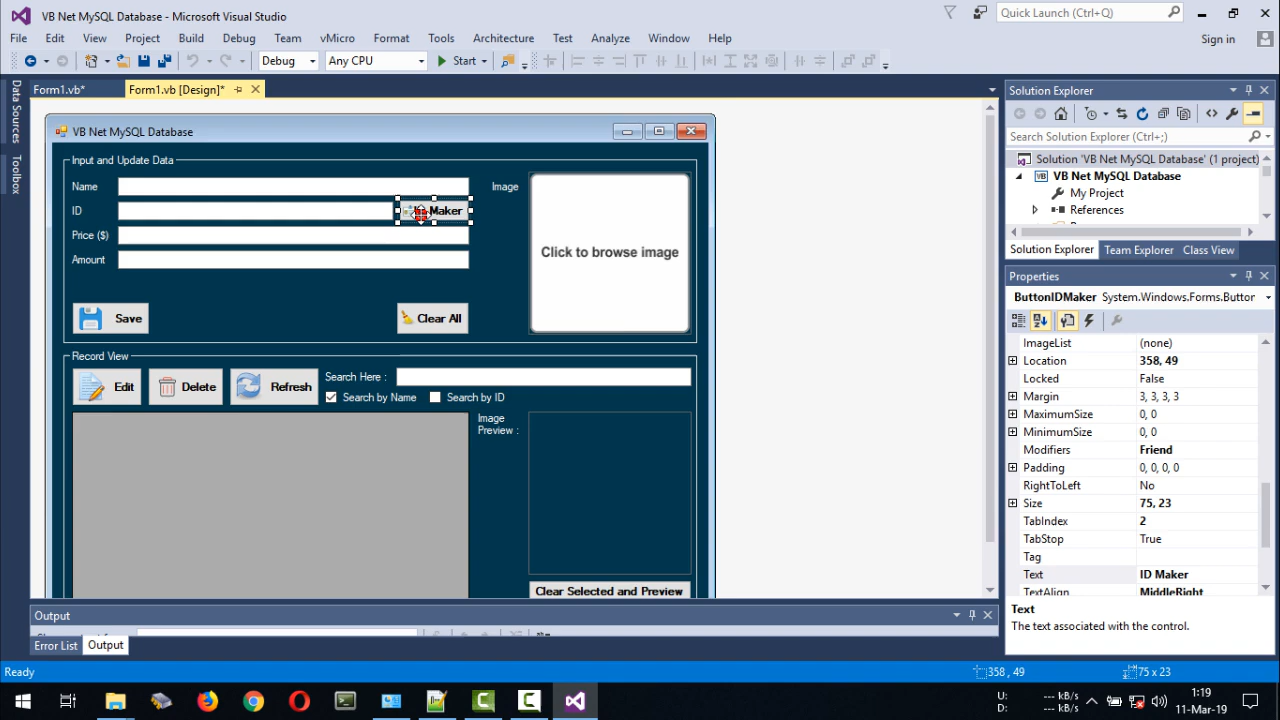 VB Net MySQL Database - Microsoft Visual Studio
Quick Launch (Ctrl+Q)
File Edit View Project Build Debug Team vMicro Format Tools Architecture Test Analyze Window Help
Sign in
Debug Any CPU Start
Data Sources
Toolbox
Form1.vb* Form1.vb [Design]*
VB Net MySQL Database
Input and Update Data
Name
Image
ID
Maker
Price ($)
Amount
Click to browse image
Save
Clear All
Record View
Edit
Delete
Refresh
Search Here :
Search by Name
Search by ID
Image
Preview :
Clear Selected and Preview
Solution Explorer
Search Solution Explorer (Ctrl+;)
Solution 'VB Net MySQL Database' (1 project)
VB Net MySQL Database
My Project
References
Solution Explorer Team Explorer Class View
Properties
ButtonIDMaker System.Windows.Forms.Button
ImageList (none)
Location 358, 49
Locked False
Margin 3, 3, 3, 3
MaximumSize 0, 0
MinimumSize 0, 0
Modifiers Friend
Padding 0, 0, 0, 0
RightToLeft No
Size 75, 23
TabIndex 2
TabStop True
Tag
Text ID Maker
TextAlign MiddleRight
Text
The text associated with the control.
Output
Error List Output
Ready
358 , 49
75 x 23
U: --- kB/s
D: --- kB/s
1:19
11-Mar-19